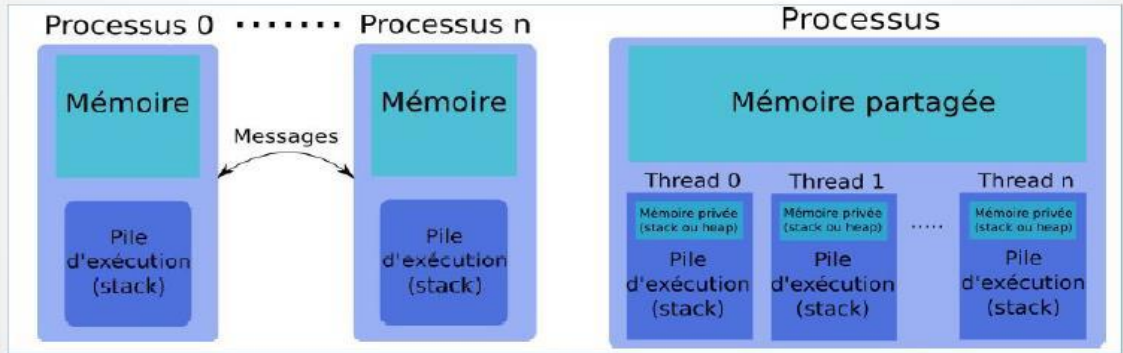 Processus 0 ....... Processus n
Mémoire
Mémoire
Messages
Pile
d'exécution
(stack)
Pile
d'exécution
(stack)
Processus
Mémoire partagée
Thread 0
Thread 1
Thread n
Mémoire privée
(stack ou heap)
Pile
d'exécution
(stack)
Mémoire privée
(stack ou heap)
Pile
d'exécution
(stack)
.....
Mémoire privée
(stack ou heap)
Pile
d'exécution
(stack)